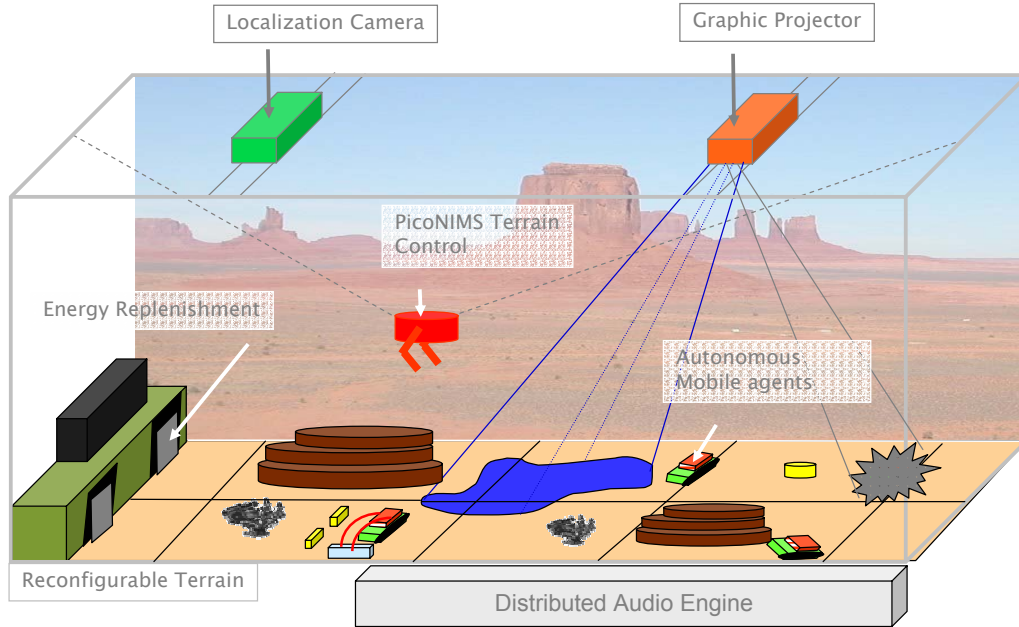 Localization Camera
Graphic Projector
PicoNIMS Terrain
Control
Energy Replenishment
Autonomous
Mobile agents
Reconfigurable Terrain
Distributed Audio Engine